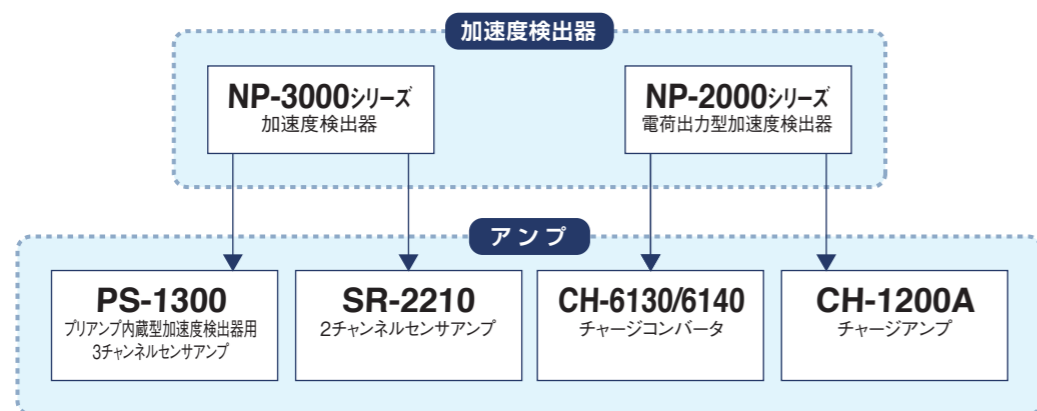 加速度検出器
NP-3000シリーズ
加速度検出器
NP-2000シリーズ
電荷出力型加速度検出器
アンプ
PS-1300
プリアンプ内蔵型加速度検出器用
3チャンネルセンサアンプ
SR-2210
2チャンネルセンサアンプ
CH-6130/6140
チャージコンバータ
CH-1200A
チャージアンプ